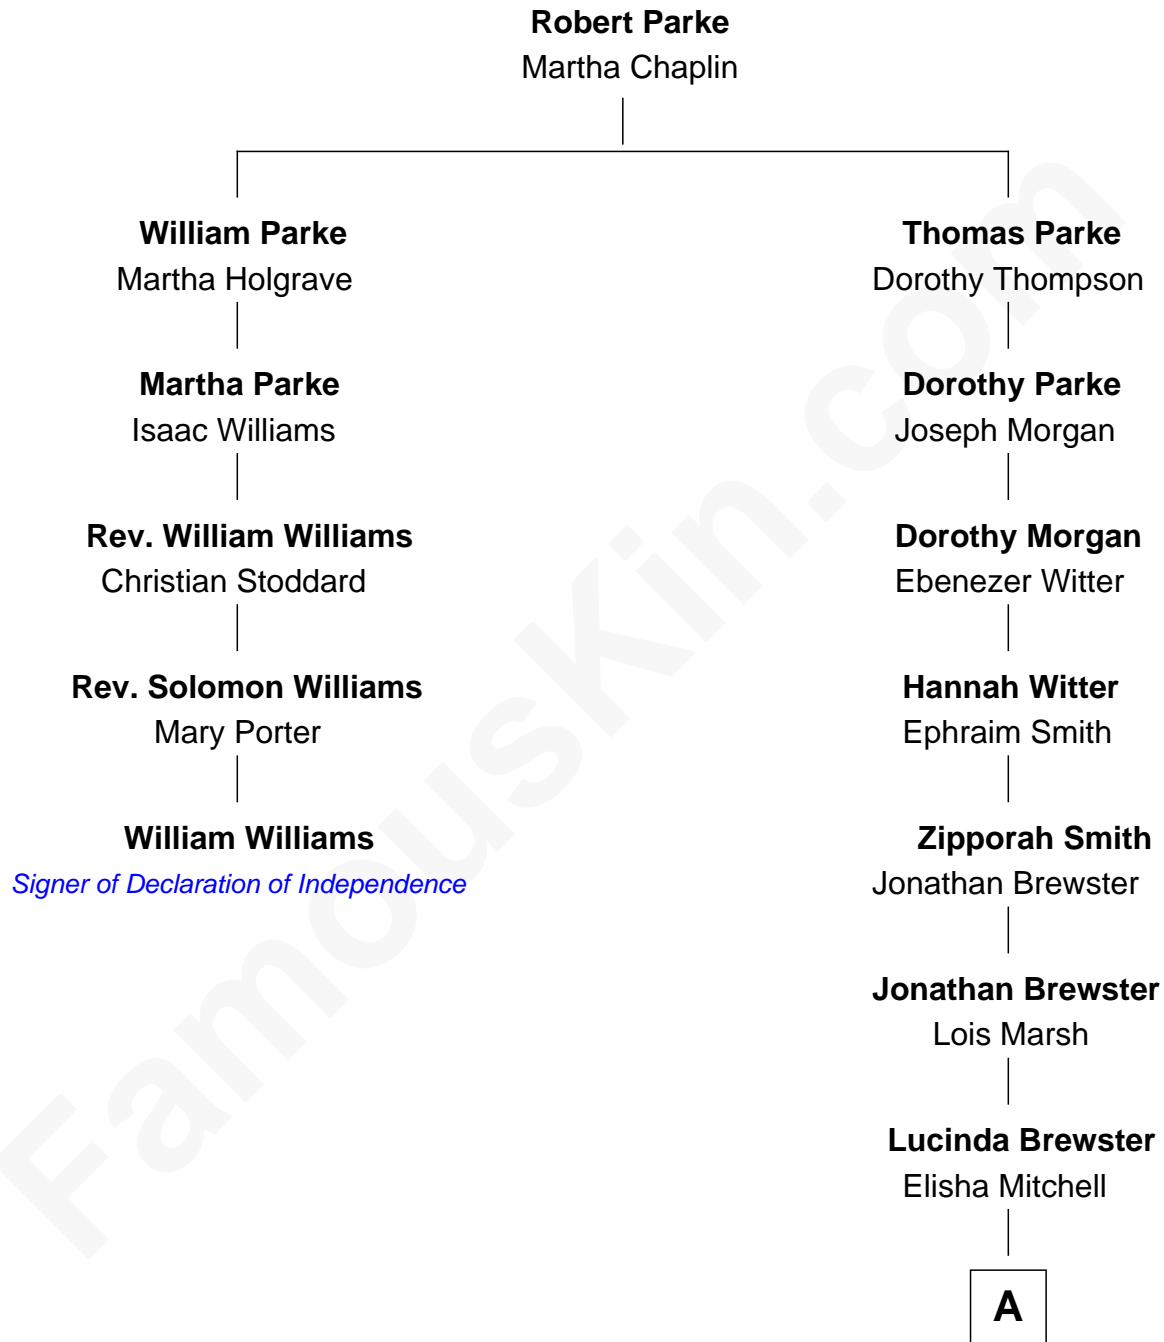 Robert Parke
Martha Chaplin
William Parke
Martha Holgrave
Martha Parke
Isaac Williams
Rev. William Williams
Christian Stoddard
Rev. Solomon Williams
Mary Porter
William Williams
Signer of Declaration of Independence
Thomas Parke
Dorothy Thompson
Dorothy Parke
Joseph Morgan
Dorothy Morgan
Ebenezer Witter
Hannah Witter
Ephraim Smith
Zipporah Smith
Jonathan Brewster
Jonathan Brewster
Lois Marsh
Lucinda Brewster
Elisha Mitchell
A
FamousKin.com